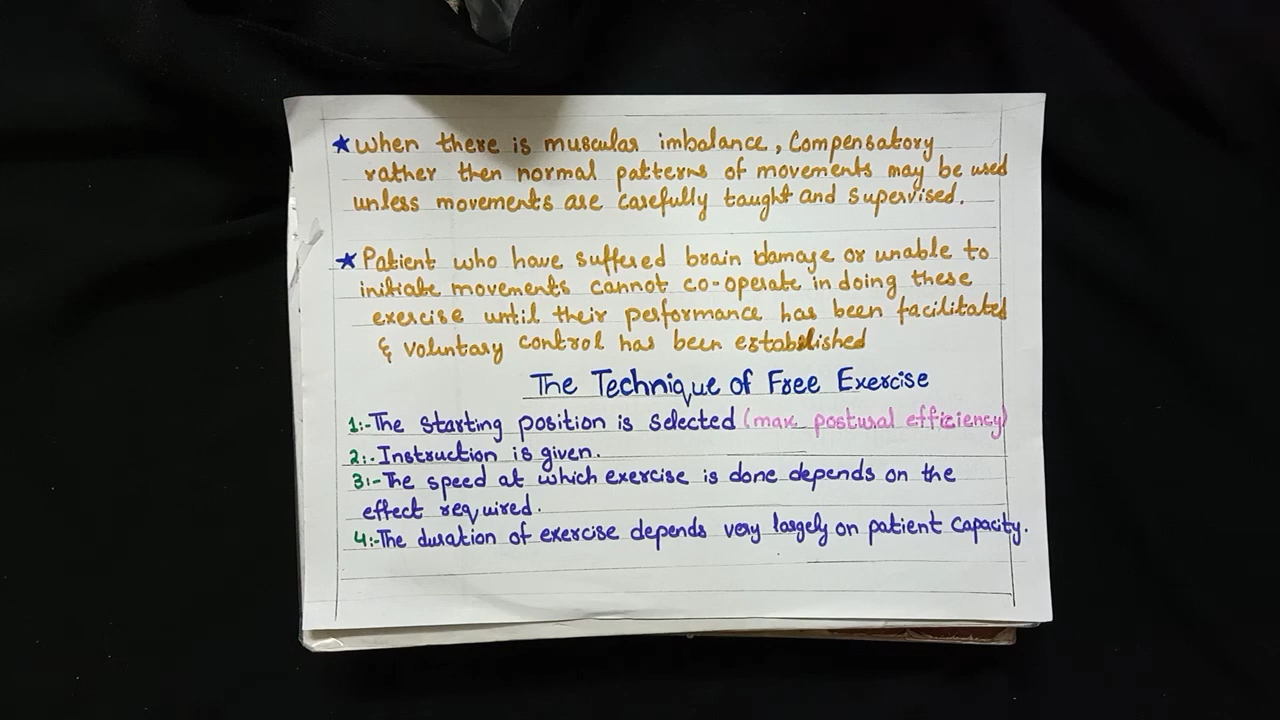 ★ When there is muscular imbalance, Compensatory
rather then normal patterns of movements may be used
unless movements are carefully taught and supervised.
★ Patient who have suffered brain damage or unable to
initiate movements cannot co-operate in doing these
exercise until their performance has been facilitated
& voluntary control has been established
The Technique of Free Exercise
1:- The starting position is selected (max postural efficiency)
2:- Instruction is given.
3:- The speed at which exercise is done depends on the
effect required.
4:- The duration of exercise depends very largely on patient capacity.